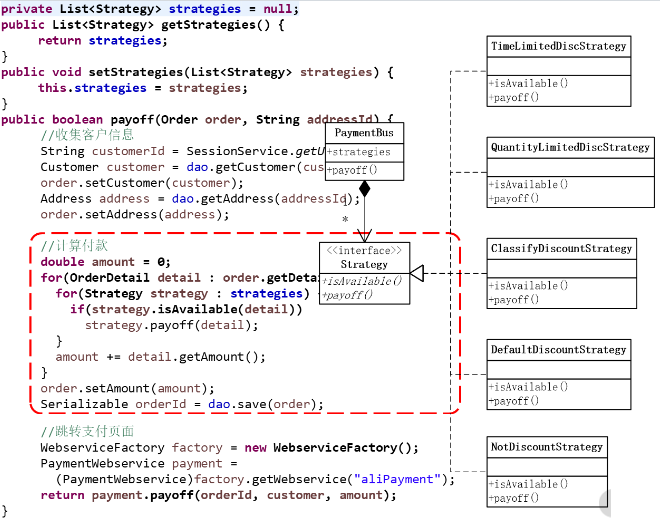 private List<Strategy> strategies = null;
public List<Strategy> getStrategies() {
return strategies;
}
public void setStrategies(List<Strategy> strategies) {
this.strategies = strategies;
}
public boolean payoff(Order order, String addressId) {
//收集客户信息
String customerId = SessionService.getU
Customer customer = dao.getCustomer(cus
order.setCustomer(customer);
Address address = dao.getAddress(addressId);
order.setAddress(address);
//计算付款
double amount = 0;
for(OrderDetail detail : order.getDeta
for(Strategy strategy : strategies)
if(strategy.isAvailable(detail))
strategy.payoff(detail);
}
amount += detail.getAmount();
}
order.setAmount(amount);
Serializable orderId = dao.save(order);
//跳转支付页面
WebserviceFactory factory = new WebserviceFactory();
PaymentWebservice payment =
(PaymentWebservice)factory.getWebservice("aliPayment");
return payment.payoff(orderId, customer, amount);
}
PaymentBus
+strategies
+payoff()
*
<<interface>>
Strategy
+isAvailable()
+payoff()
TimeLimitedDiscStrategy
+isAvailable()
+payoff()
QuantityLimitedDiscStrategy
+isAvailable()
+payoff()
ClassifyDiscountStrategy
+isAvailable()
+payoff()
DefaultDiscountStrategy
+isAvailable()
+payoff()
NotDiscountStrategy
+isAvailable()
+payoff()